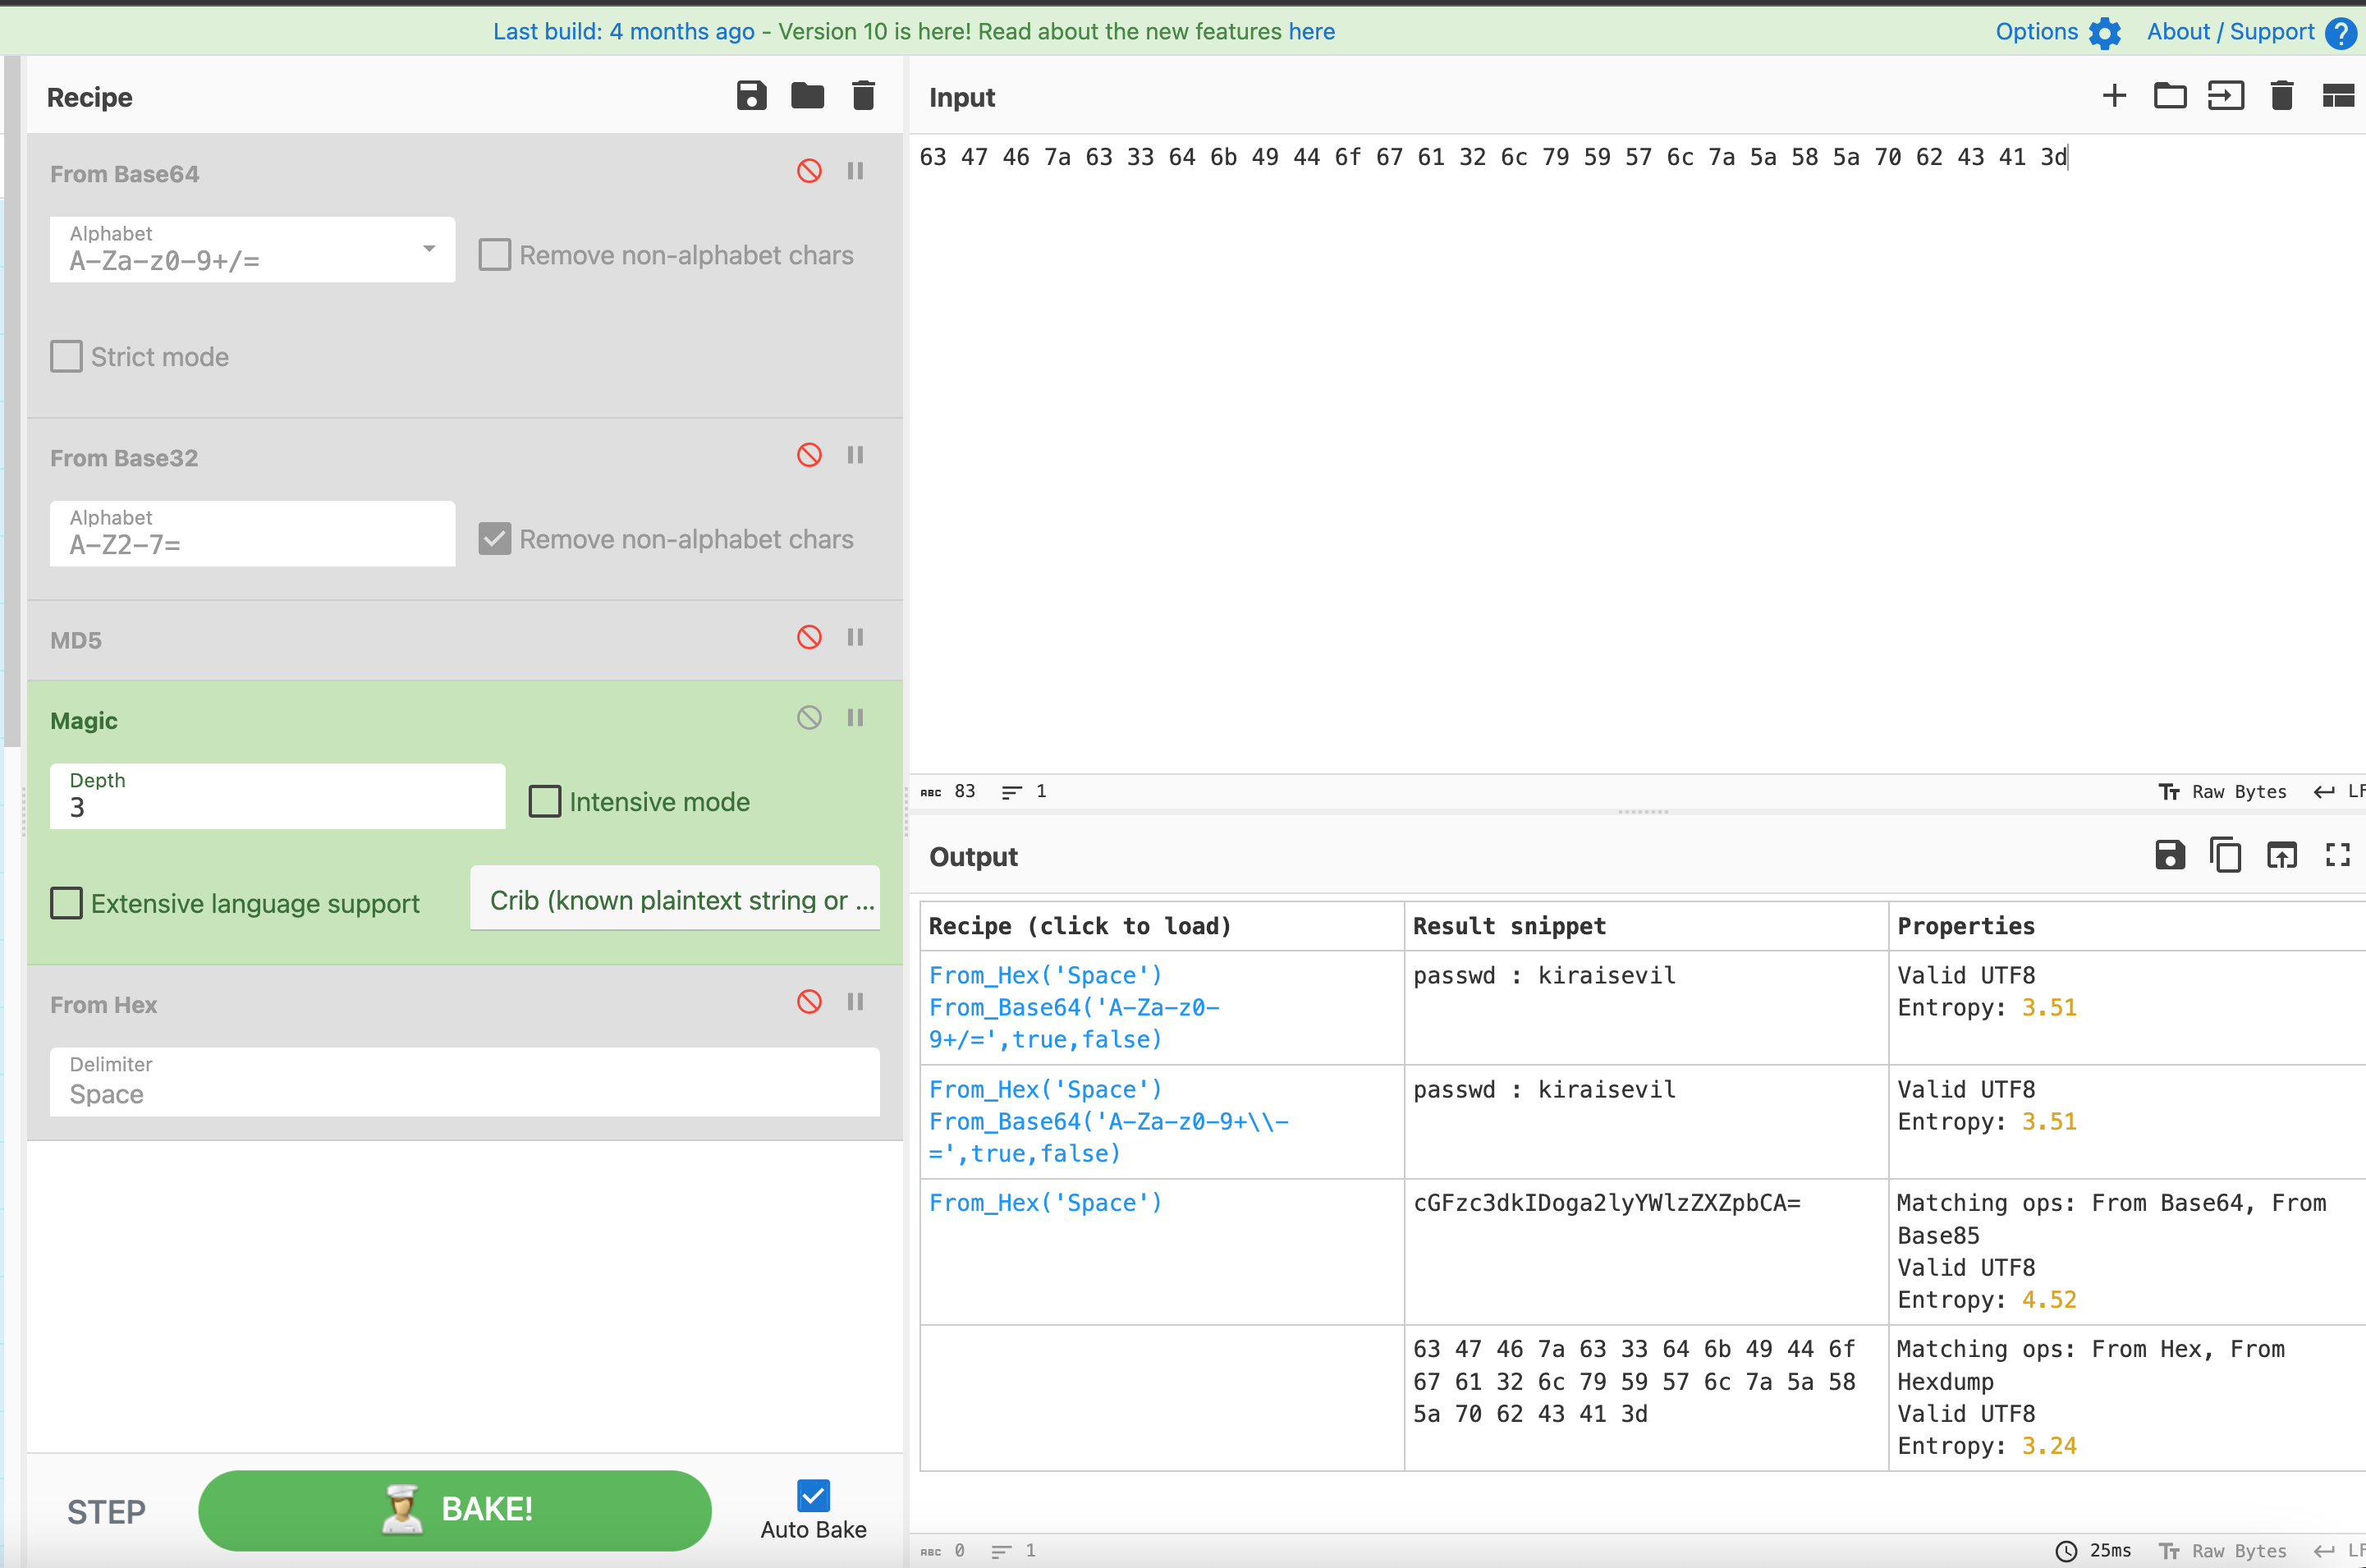 Last build: 4 months ago - Version 10 is here! Read about the new features here
Options
About / Support
Recipe
From Base64
Alphabet
A-Za-z0-9+/=
Remove non-alphabet chars
Strict mode
From Base32
Alphabet
A-Z2-7=
Remove non-alphabet chars
MD5
Magic
Depth
3
Intensive mode
Extensive language support
Crib (known plaintext string or ...
From Hex
Delimiter
Space
STEP
BAKE!
Auto Bake
Input
63 47 46 7a 63 33 64 6b 49 44 6f 67 61 32 6c 79 59 57 6c 7a 5a 58 5a 70 62 43 41 3d
ABC 83 1
Raw Bytes LF
Output
Recipe (click to load) Result snippet Properties
From_Hex('Space') passwd : kiraisevil Valid UTF8
From_Base64('A-Za-z0- Entropy: 3.51
9+/=',true,false)
From_Hex('Space') passwd : kiraisevil Valid UTF8
From_Base64('A-Za-z0-9+\\- Entropy: 3.51
=',true,false)
From_Hex('Space') cGFzc3dkIDoga2lyYWlzZXZpbCA= Matching ops: From Base64, From
Base85
Valid UTF8
Entropy: 4.52
63 47 46 7a 63 33 64 6b 49 44 6f Matching ops: From Hex, From
67 61 32 6c 79 59 57 6c 7a 5a 58 Hexdump
5a 70 62 43 41 3d Valid UTF8
Entropy: 3.24
ABC 0 1
25ms Raw Bytes LF